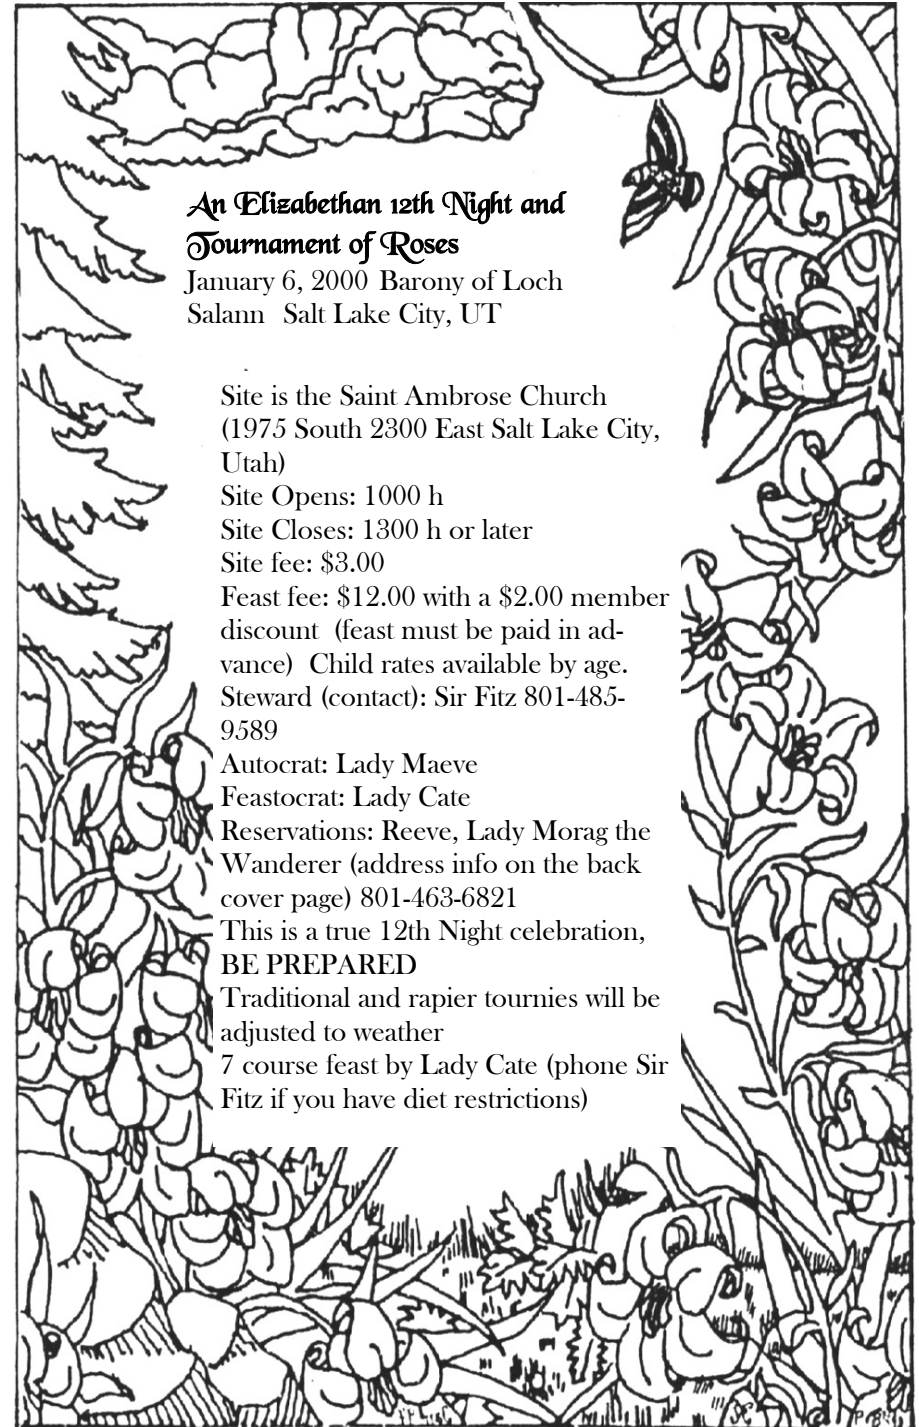 An Elizabethan 12th Night and
Tournament of Roses
January 6, 2000 Barony of Loch
Salann Salt Lake City, UT
Site is the Saint Ambrose Church
(1975 South 2300 East Salt Lake City,
Utah)
Site Opens: 1000 h
Site Closes: 1300 h or later
Site fee: $3.00
Feast fee: $12.00 with a $2.00 member
discount (feast must be paid in ad-
vance) Child rates available by age.
Steward (contact): Sir Fitz 801-485-
9589
Autocrat: Lady Maeve
Feastocrat: Lady Cate
Reservations: Reeve, Lady Morag the
Wanderer (address info on the back
cover page) 801-463-6821
This is a true 12th Night celebration,
BE PREPARED
Traditional and rapier tournies will be
adjusted to weather
7 course feast by Lady Cate (phone Sir
Fitz if you have diet restrictions)